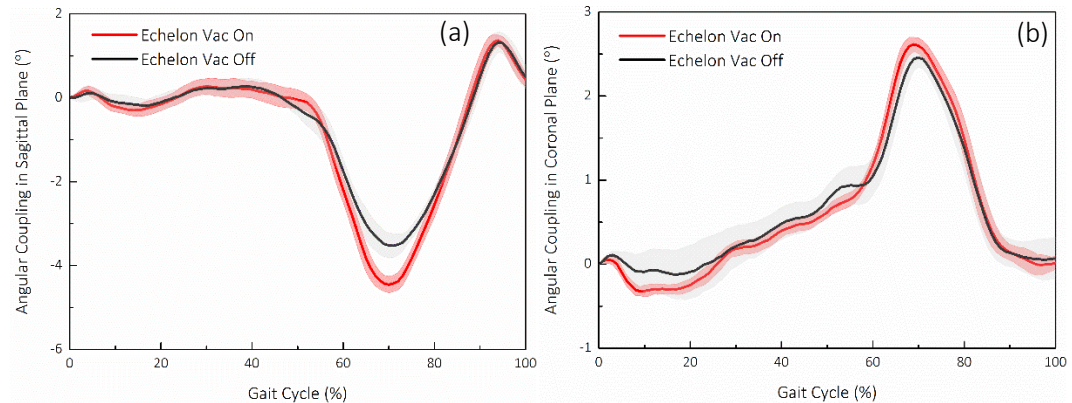 (a)
Echelon Vac On
Echelon Vac Off
Angular Coupling in Sagittal Plane (°)
2
0
-2
-4
-6
0 20 40 60 80 100
Gait Cycle (%)
(b)
Echelon Vac On
Echelon Vac Off
Angular Coupling in Coronal Plane (°)
3
2
1
0
-1
0 20 40 60 80 100
Gait Cycle (%)